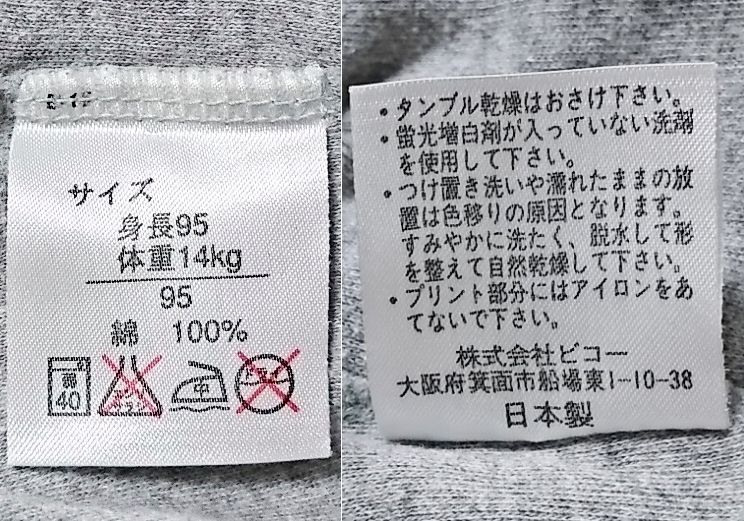 サイズ
身長95
体重14kg
95
綿 100%
40
中
ドライ
・タンブル乾燥はおさけ下さい。
・蛍光増白剤が入っていない洗剤
を使用して下さい。
・つけ置き洗いや濡れたままの放
置は色移りの原因となります。
すみやかに洗たく、脱水して形
を整えて自然乾燥して下さい。
・プリント部分にはアイロンをあ
てないで下さい。
株式会社ビコー
大阪府箕面市船場東1-10-38
日本製